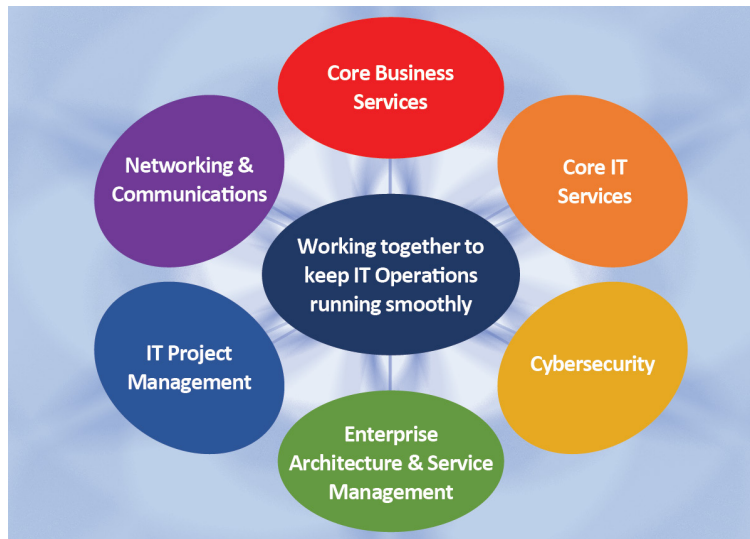 Core Business
Services
Networking &
Communications
Core IT
Services
Working together to
keep IT Operations
running smoothly
IT Project
Management
Cybersecurity
Enterprise
Architecture & Service
Management